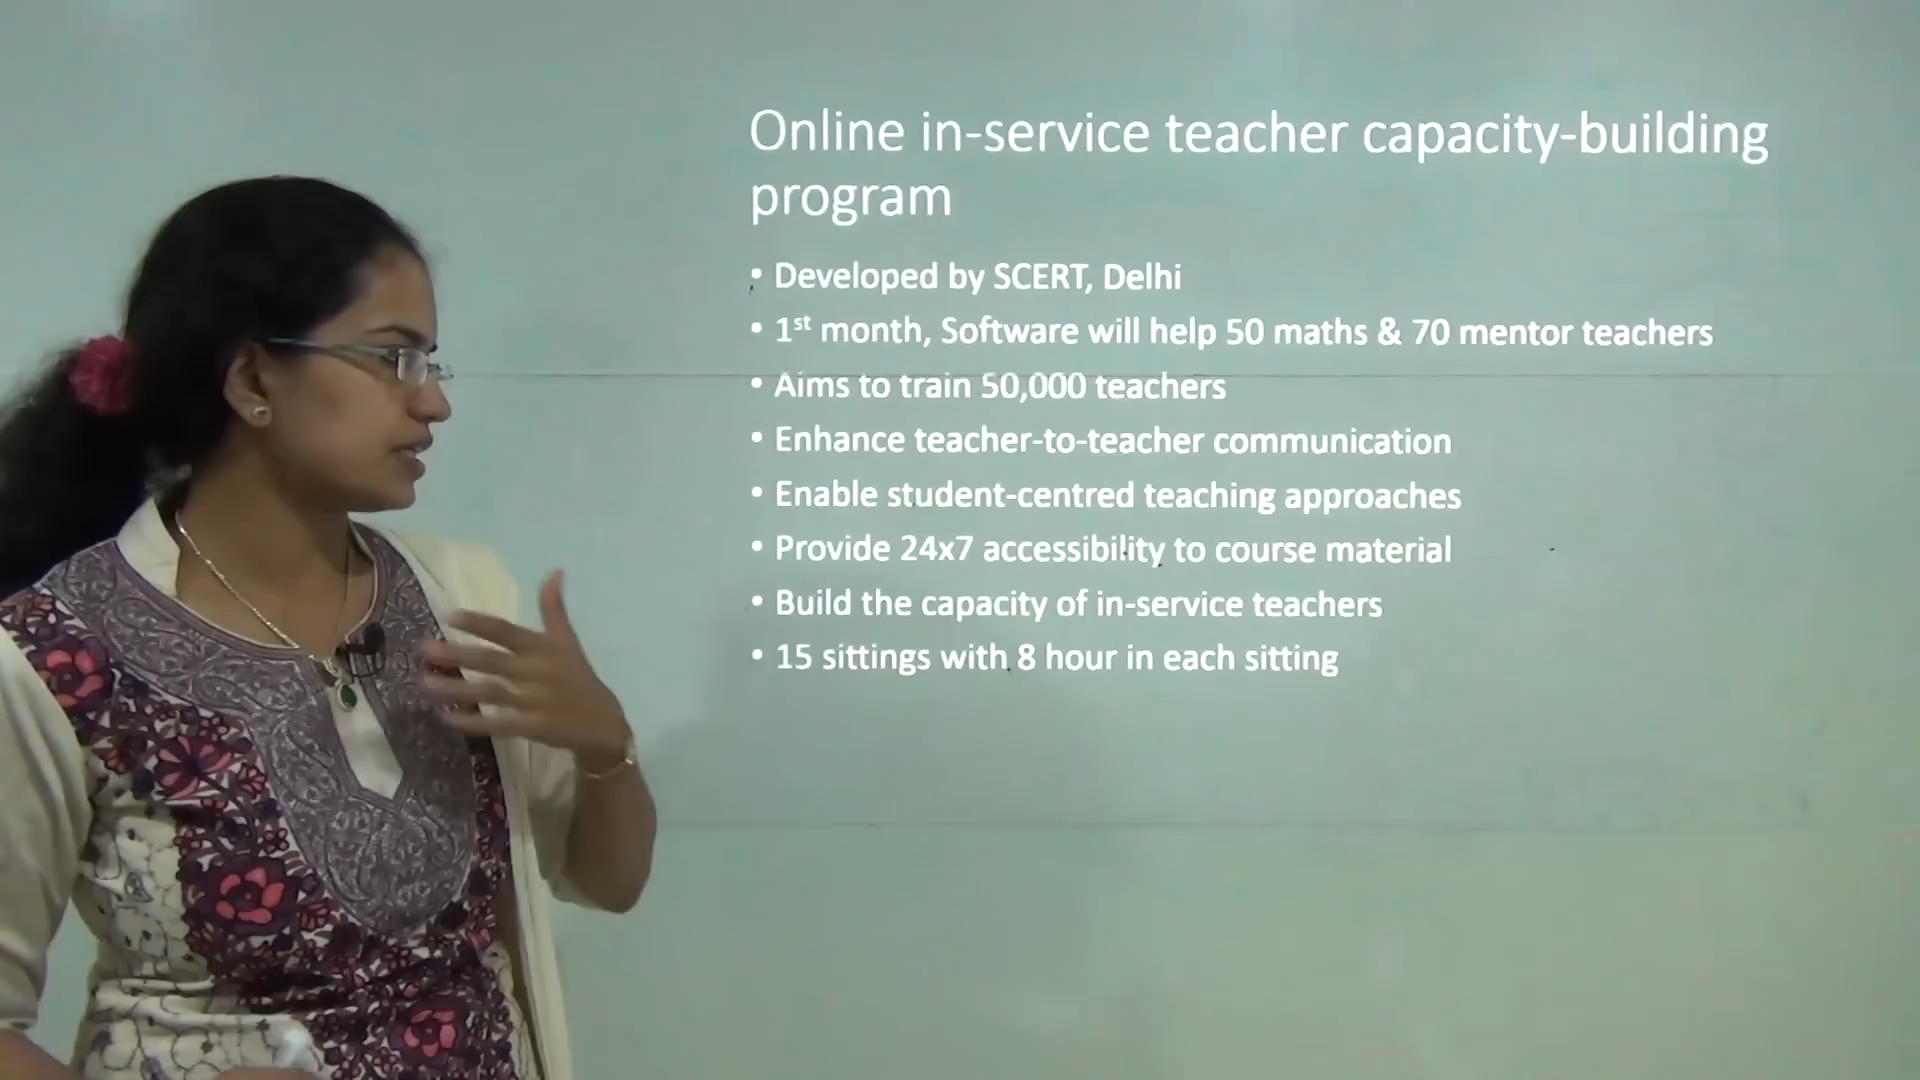 Online in-service teacher capacity-building
program
• Developed by SCERT, Delhi
• 1st month, Software will help 50 maths & 70 mentor teachers
• Aims to train 50,000 teachers
• Enhance teacher-to-teacher communication
• Enable student-centred teaching approaches
• Provide 24x7 accessibility to course material
• Build the capacity of in-service teachers
• 15 sittings with 8 hour in each sitting